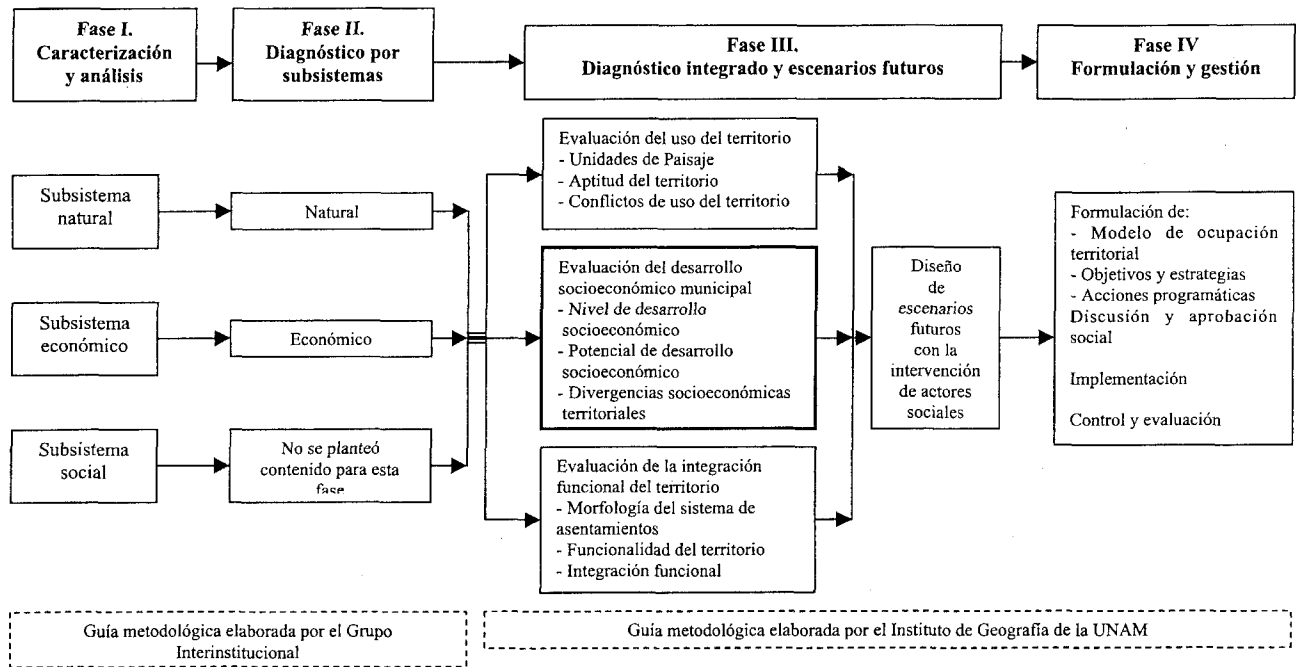 Fase I.
Caracterización
y análisis
Fase II.
Diagnóstico por
subsistemas
Fase III.
Diagnóstico integrado y escenarios futuros
Fase IV
Formulación y gestión
Subsistema
natural
Natural
Subsistema
económico
Económico
Subsistema
social
No se planteó
contenido para esta
fase
Evaluación del uso del territorio
- Unidades de Paisaje
- Aptitud del territorio
- Conflictos de uso del territorio
Evaluación del desarrollo
socioeconómico municipal
- Nivel de desarrollo
socioeconómico
- Potencial de desarrollo
socioeconómico
- Divergencias socioeconómicas
territoriales
Evaluación de la integración
funcional del territorio
- Morfología del sistema de
asentamientos
- Funcionalidad del territorio
- Integración funcional
Diseño
de
escenarios
futuros
con la
intervención
de actores
sociales
Formulación de:
- Modelo de ocupación
territorial
- Objetivos y estrategias
- Acciones programáticas
Discusión y aprobación
social
Implementación
Control y evaluación
Guía metodológica elaborada por el Grupo
Interinstitucional
Guía metodológica elaborada por el Instituto de Geografía de la UNAM